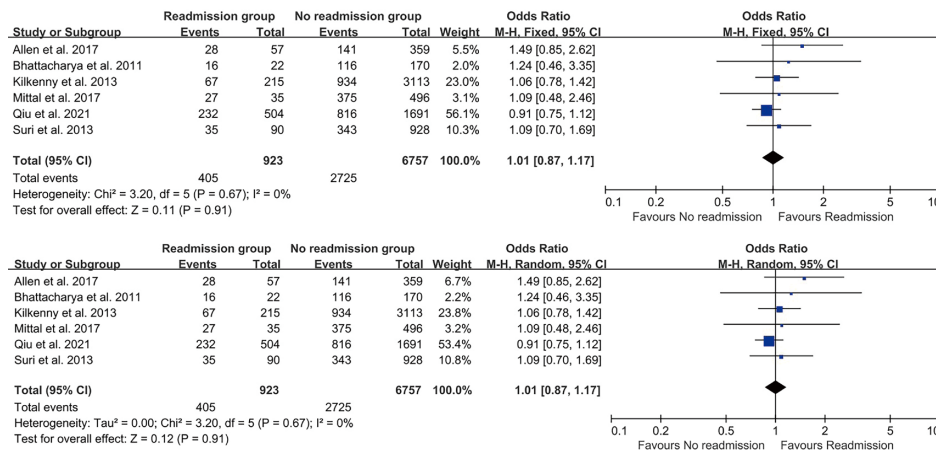 Readmission group No readmission group Odds Ratio Odds Ratio
Study or Subgroup Events Total Events Total Weight M-H, Fixed, 95% CI M-H, Fixed, 95% CI
Allen et al. 2017 28 57 141 359 5.5% 1.49 [0.85, 2.62]
Bhattacharya et al. 2011 16 22 116 170 2.0% 1.24 [0.46, 3.35]
Kilkenny et al. 2013 67 215 934 3113 23.0% 1.06 [0.78, 1.42]
Mittal et al. 2017 27 35 375 496 3.1% 1.09 [0.48, 2.46]
Qiu et al. 2021 232 504 816 1691 56.1% 0.91 [0.75, 1.12]
Suri et al. 2013 35 90 343 928 10.3% 1.09 [0.70, 1.69]
Total (95% CI) 923 6757 100.0% 1.01 [0.87, 1.17]
Total events 405 2725
Heterogeneity: Chi² = 3.20, df = 5 (P = 0.67); I² = 0%
Test for overall effect: Z = 0.11 (P = 0.91)
0.1 0.2 0.5 1 2 5 10
Favours No readmission Favours Readmission
Readmission group No readmission group Odds Ratio Odds Ratio
Study or Subgroup Events Total Events Total Weight M-H, Random, 95% CI M-H, Random, 95% CI
Allen et al. 2017 28 57 141 359 6.7% 1.49 [0.85, 2.62]
Bhattacharya et al. 2011 16 22 116 170 2.2% 1.24 [0.46, 3.35]
Kilkenny et al. 2013 67 215 934 3113 23.8% 1.06 [0.78, 1.42]
Mittal et al. 2017 27 35 375 496 3.2% 1.09 [0.48, 2.46]
Qiu et al. 2021 232 504 816 1691 53.4% 0.91 [0.75, 1.12]
Suri et al. 2013 35 90 343 928 10.8% 1.09 [0.70, 1.69]
Total (95% CI) 923 6757 100.0% 1.01 [0.87, 1.17]
Total events 405 2725
Heterogeneity: Tau² = 0.00; Chi² = 3.20, df = 5 (P = 0.67); I² = 0%
Test for overall effect: Z = 0.12 (P = 0.91)
0.1 0.2 0.5 1 2 5 10
Favours No readmission Favours Readmission